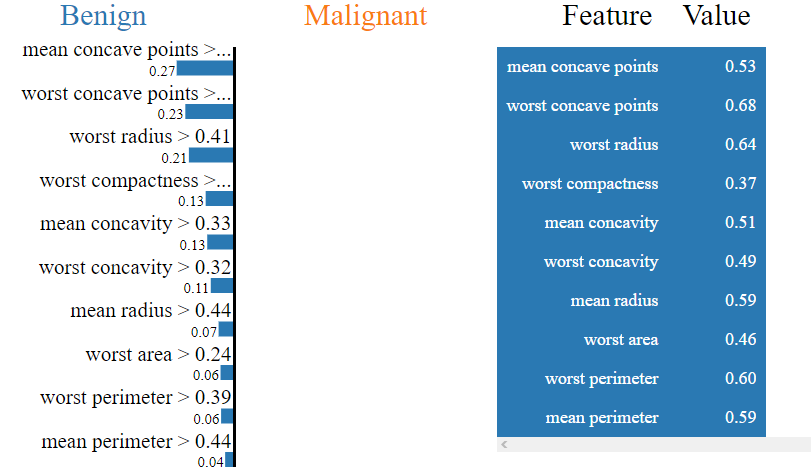 Benign Malignant Feature Value
mean concave points >...
0.27
worst concave points >...
0.23
worst radius > 0.41
0.21
worst compactness >...
0.13
mean concavity > 0.33
0.13
worst concavity > 0.32
0.11
mean radius > 0.44
0.07
worst area > 0.24
0.06
worst perimeter > 0.39
0.06
mean perimeter > 0.44
0.04
mean concave points 0.53
worst concave points 0.68
worst radius 0.64
worst compactness 0.37
mean concavity 0.51
worst concavity 0.49
mean radius 0.59
worst area 0.46
worst perimeter 0.60
mean perimeter 0.59